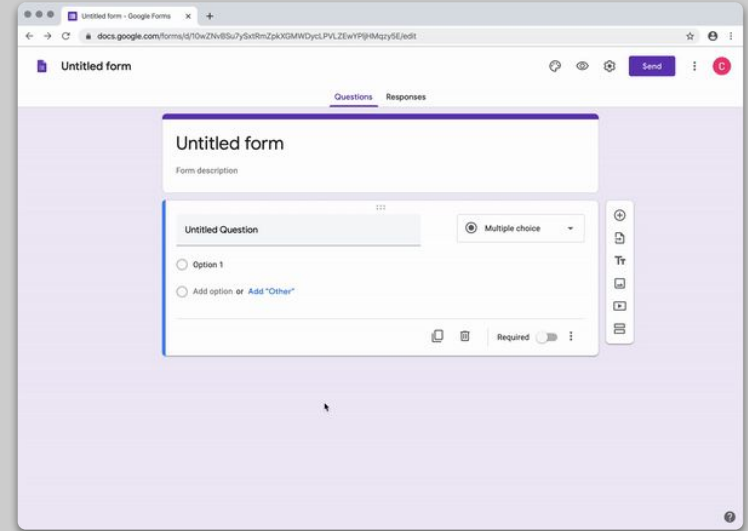 Untitled form - Google Forms
docs.google.com/forms/d/10wZNvBSu7ySxtRmZpkXGMWDycLPVLZEwYPljHMqzy5E/edit
Untitled form
Send
C
Questions Responses
Untitled form
Form description
Untitled Question
Multiple choice
Option 1
Add option or Add "Other"
Required
Tт